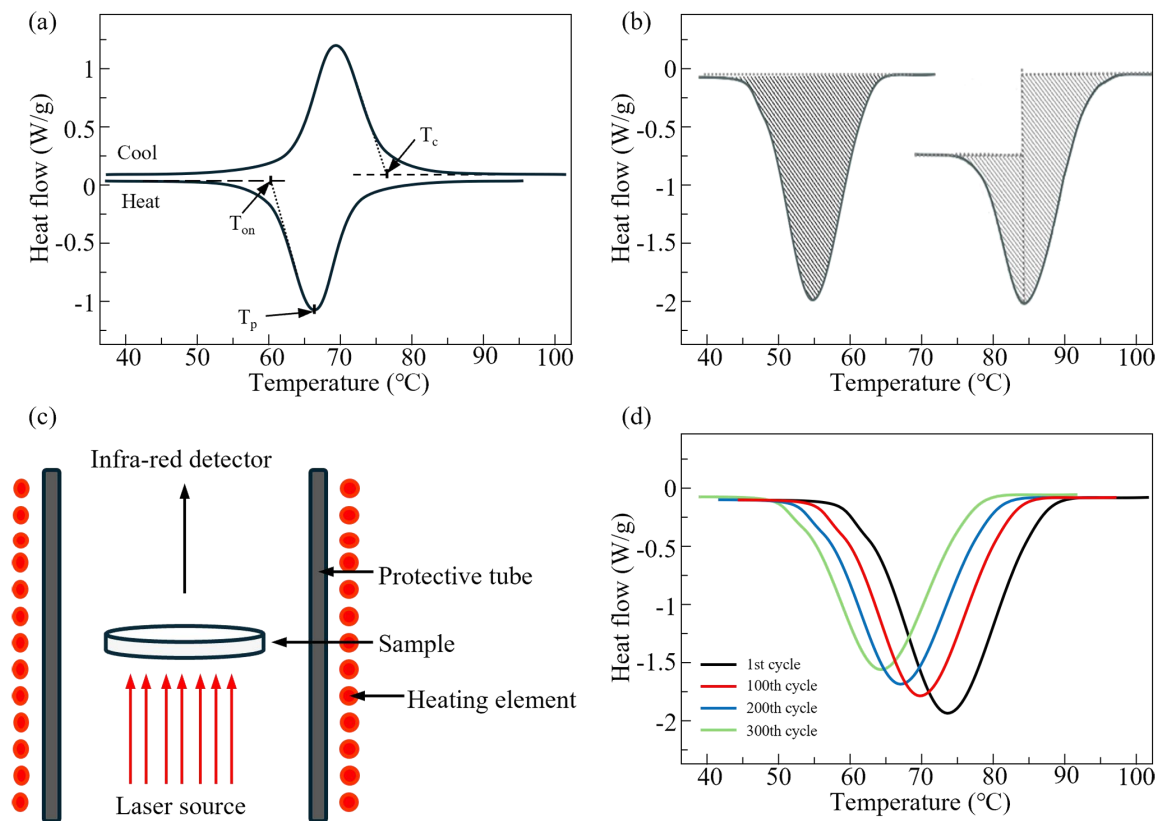 (a)
Heat flow (W/g)
1
0.5
0
-0.5
-1
Cool
Heat
T_c
T_on
T_p
40 50 60 70 80 90 100
Temperature (℃)
(b)
Heat flow (W/g)
0
-0.5
-1
-1.5
-2
40 50 60 70 80 90 100
Temperature (℃)
(c)
Infra-red detector
Protective tube
Sample
Heating element
Laser source
(d)
Heat flow (W/g)
0
-0.5
-1
-1.5
-2
1st cycle
100th cycle
200th cycle
300th cycle
40 50 60 70 80 90 100
Temperature (℃)